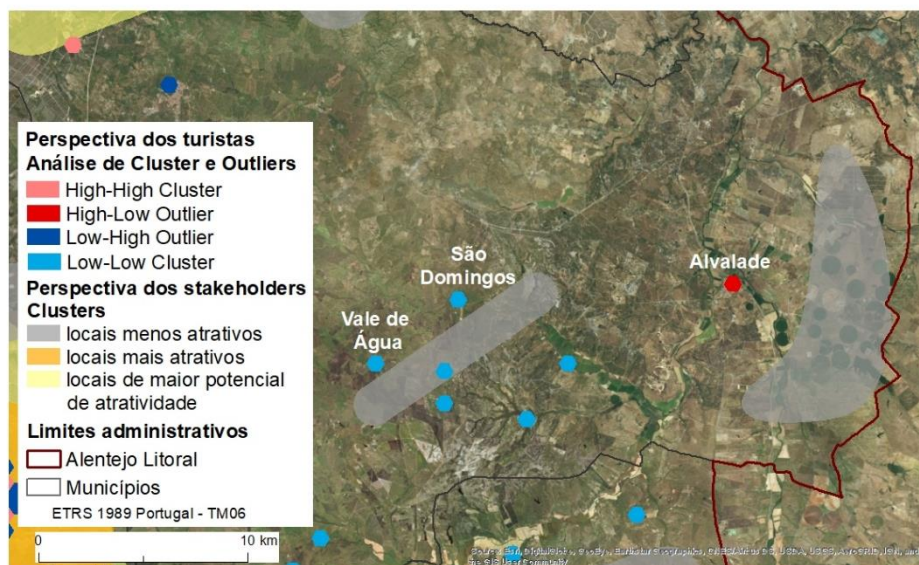 São
Domingos
Alvalade
Vale de
Água
Perspectiva dos turistas
Análise de Cluster e Outliers
High-High Cluster
High-Low Outlier
Low-High Outlier
Low-Low Cluster
Perspectiva dos stakeholders
Clusters
locais menos atrativos
locais mais atrativos
locais de maior potencial
de atratividade
Limites administrativos
Alentejo Litoral
Municípios
ETRS 1989 Portugal - TM06
0 10 km